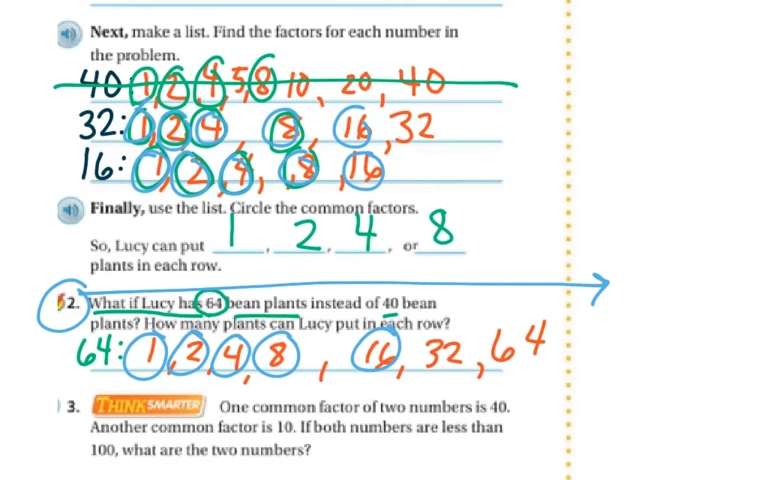 Next, make a list. Find the factors for each number in
the problem.
40 1, 2, 4, 5, 8 10, 20, 40
32: 1, 2, 4, 8, 16, 32
16: 1, 2, 4, 8, 16
Finally, use the list. Circle the common factors.
So, Lucy can put 1, 2, 4, or 8
plants in each row.
2. What if Lucy has 64 bean plants instead of 40 bean
plants? How many plants can Lucy put in each row?
64: 1, 2, 4, 8, 16, 32, 64
3. THINK SMARTER One common factor of two numbers is 40.
Another common factor is 10. If both numbers are less than
100, what are the two numbers?